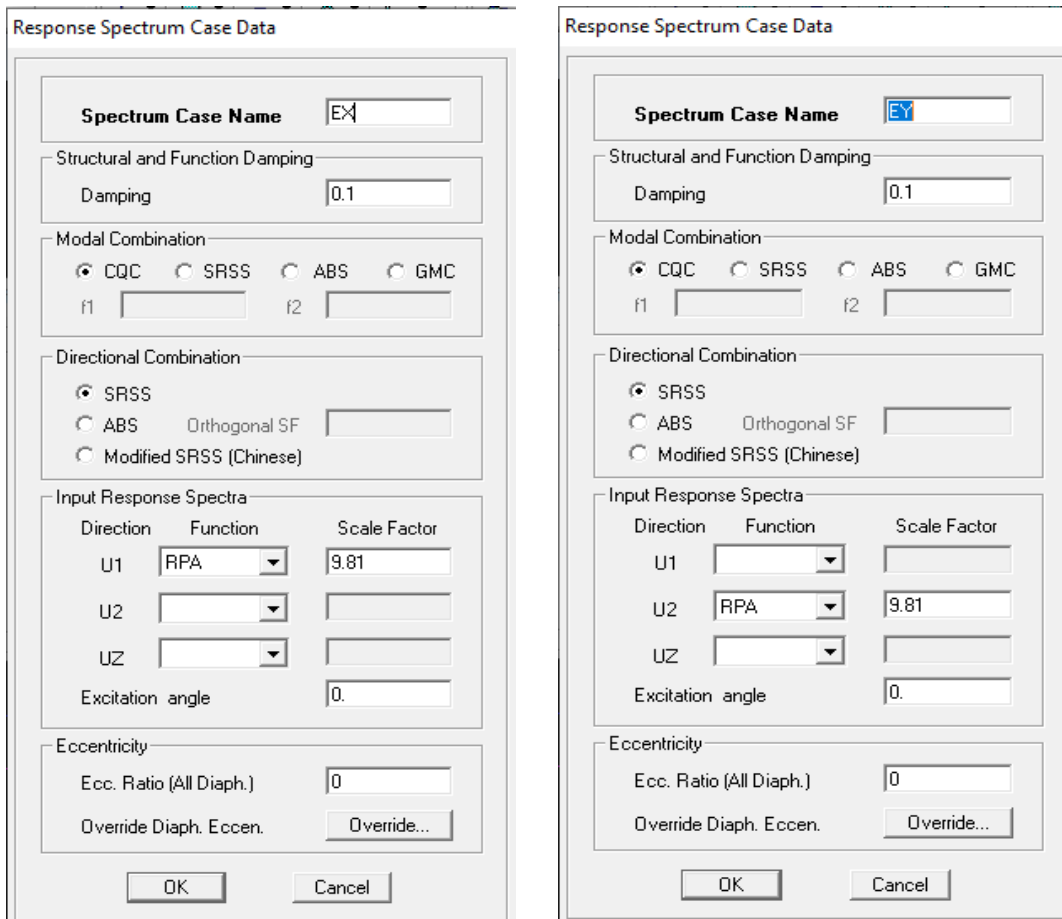 Response Spectrum Case Data
Spectrum Case Name EX
Structural and Function Damping
Damping 0.1
Modal Combination
CQC SRSS ABS GMC
f1 f2
Directional Combination
SRSS
ABS Orthogonal SF
Modified SRSS (Chinese)
Input Response Spectra
Direction Function Scale Factor
U1 RPA 9.81
U2
UZ
Excitation angle 0.
Eccentricity
Ecc. Ratio (All Diaph.) 0
Override Diaph. Eccen. Override...
OK Cancel
Response Spectrum Case Data
Spectrum Case Name EY
Structural and Function Damping
Damping 0.1
Modal Combination
CQC SRSS ABS GMC
f1 f2
Directional Combination
SRSS
ABS Orthogonal SF
Modified SRSS (Chinese)
Input Response Spectra
Direction Function Scale Factor
U1
U2 RPA 9.81
UZ
Excitation angle 0.
Eccentricity
Ecc. Ratio (All Diaph.) 0
Override Diaph. Eccen. Override...
OK Cancel